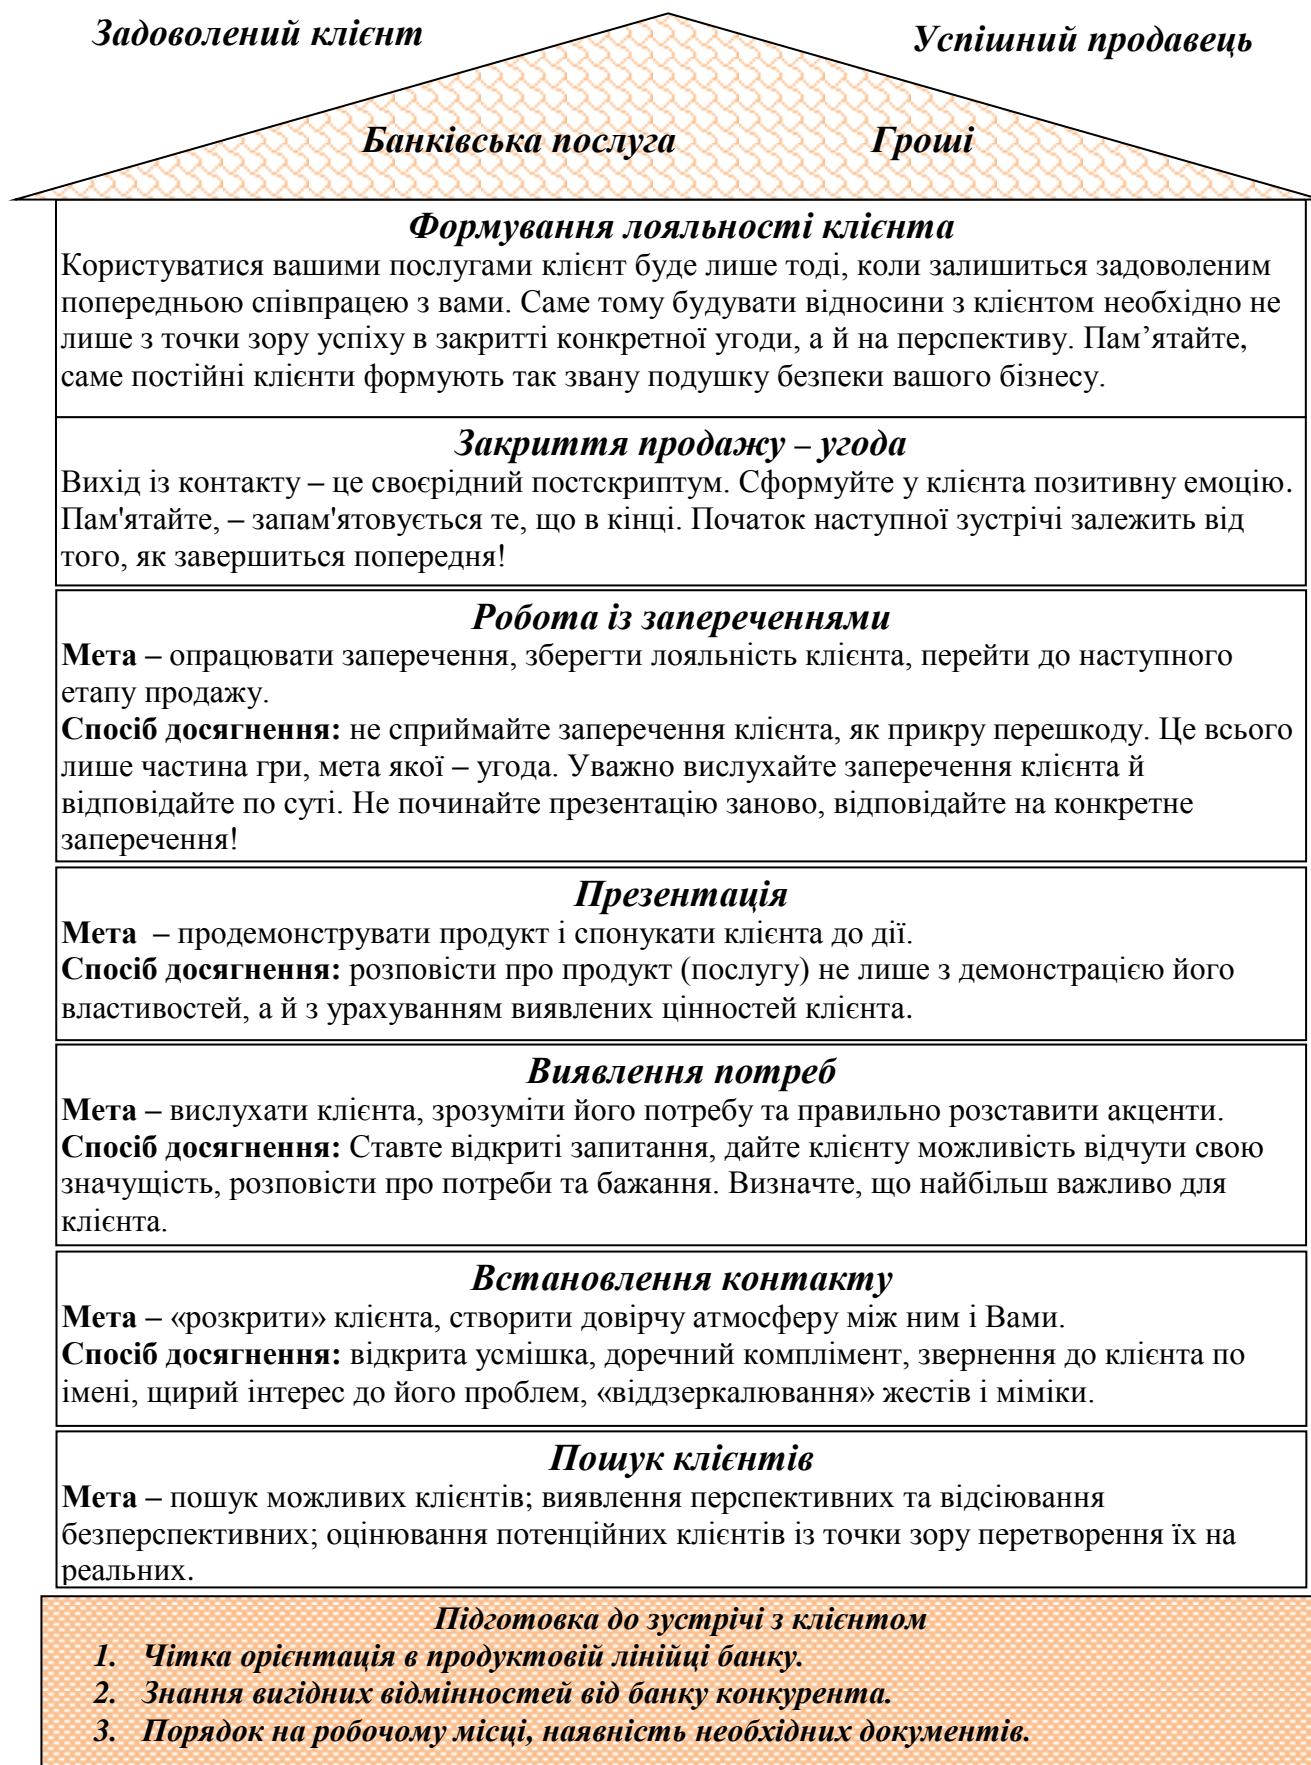 Задоволений клієнт
Успішний продавець
Банківська послуга
Гроші
Формування лояльності клієнта
Користуватися вашими послугами клієнт буде лише тоді, коли залишиться задоволеним
попередньою співпрацею з вами. Саме тому будувати відносини з клієнтом необхідно не
лише з точки зору успіху в закритті конкретної угоди, а й на перспективу. Пам’ятайте,
саме постійні клієнти формують так звану подушку безпеки вашого бізнесу.
Закриття продажу – угода
Вихід із контакту – це своєрідний постскриптум. Сформуйте у клієнта позитивну емоцію.
Пам'ятайте, – запам'ятовується те, що в кінці. Початок наступної зустрічі залежить від
того, як завершиться попередня!
Робота із запереченнями
Мета – опрацювати заперечення, зберегти лояльність клієнта, перейти до наступного
етапу продажу.
Спосіб досягнення: не сприймайте заперечення клієнта, як прикру перешкоду. Це всього
лише частина гри, мета якої – угода. Уважно вислухайте заперечення клієнта й
відповідайте по суті. Не починайте презентацію заново, відповідайте на конкретне
заперечення!
Презентація
Мета – продемонструвати продукт і спонукати клієнта до дії.
Спосіб досягнення: розповісти про продукт (послугу) не лише з демонстрацією його
властивостей, а й з урахуванням виявлених цінностей клієнта.
Виявлення потреб
Мета – вислухати клієнта, зрозуміти його потребу та правильно розставити акценти.
Спосіб досягнення: Ставте відкриті запитання, дайте клієнту можливість відчути свою
значущість, розповісти про потреби та бажання. Визначте, що найбільш важливо для
клієнта.
Встановлення контакту
Мета – «розкрити» клієнта, створити довірчу атмосферу між ним і Вами.
Спосіб досягнення: відкрита усмішка, доречний комплімент, звернення до клієнта по
імені, щирий інтерес до його проблем, «віддзеркалювання» жестів і міміки.
Пошук клієнтів
Мета – пошук можливих клієнтів; виявлення перспективних та відсіювання
безперспективних; оцінювання потенційних клієнтів із точки зору перетворення їх на
реальних.
Підготовка до зустрічі з клієнтом
1. Чітка орієнтація в продуктовій лінійці банку.
2. Знання вигідних відмінностей від банку конкурента.
3. Порядок на робочому місці, наявність необхідних документів.